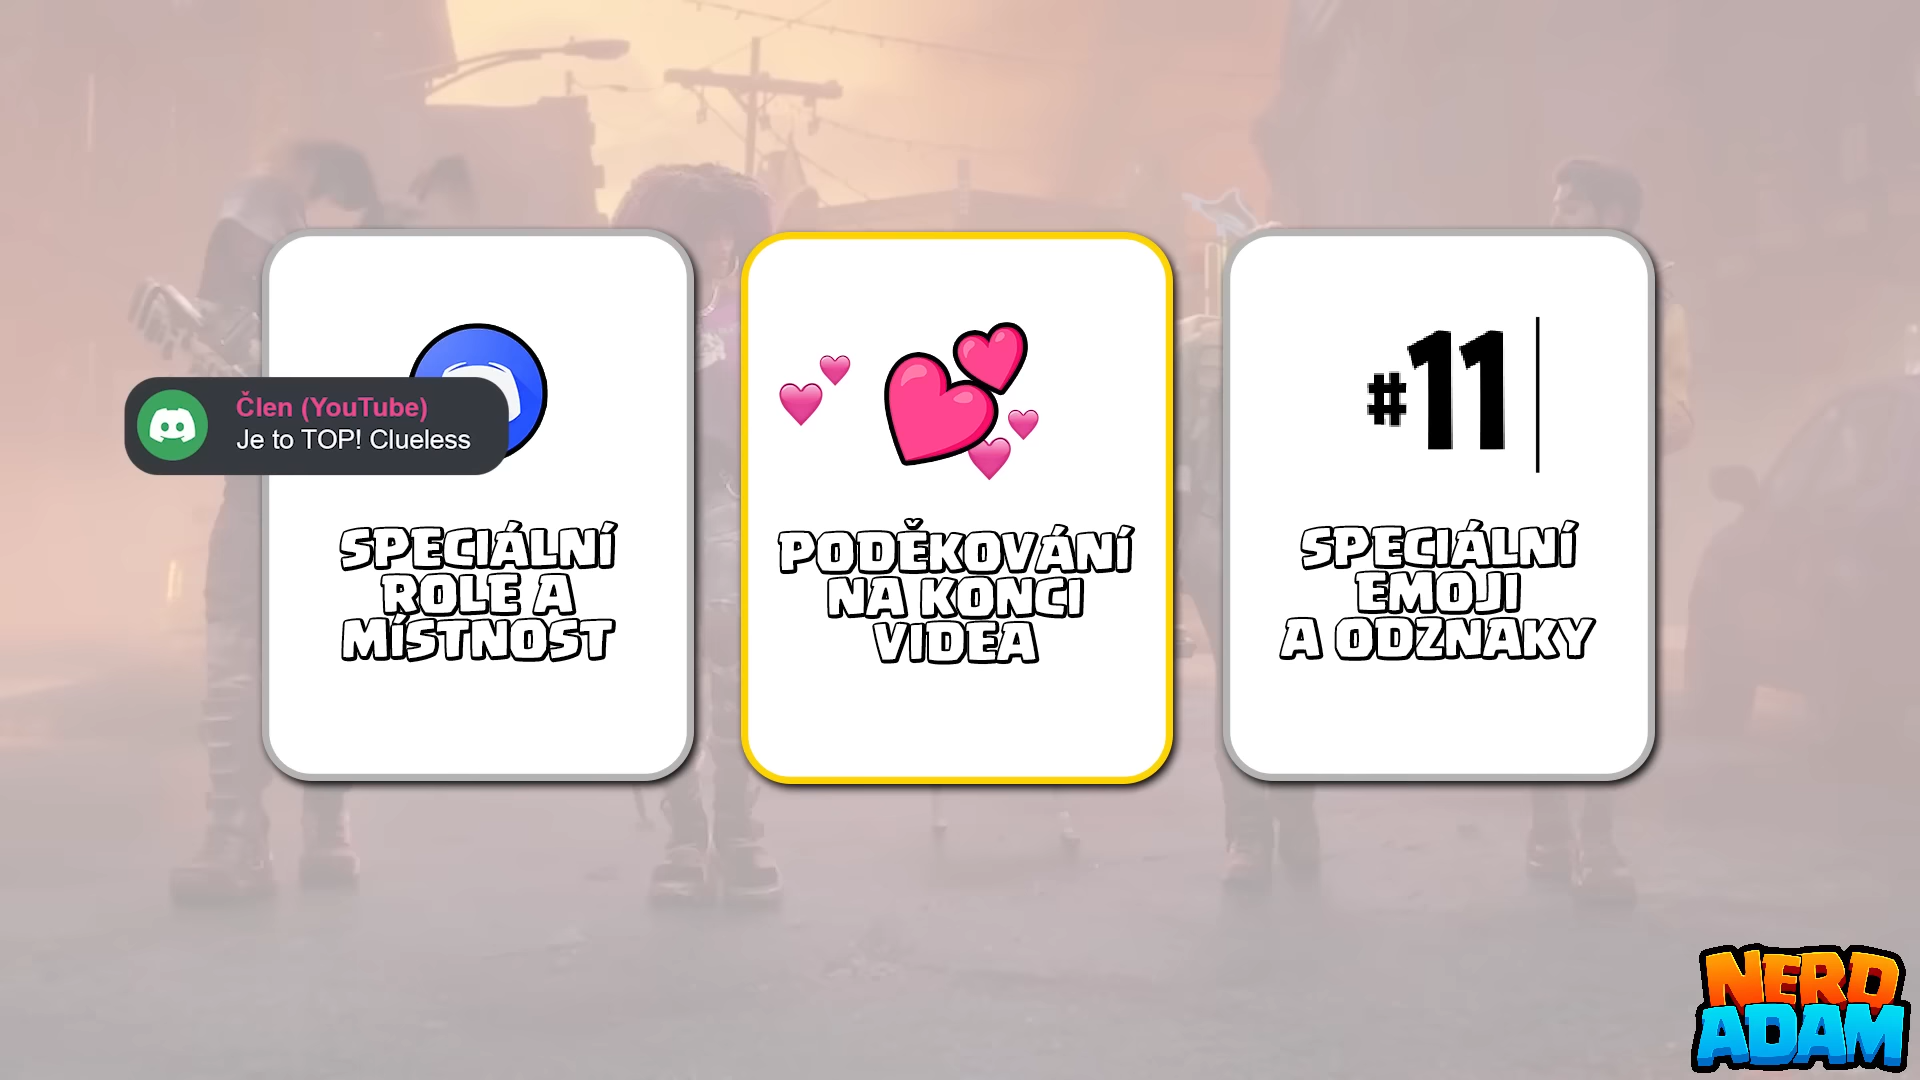 Člen (YouTube)
Je to TOP! Clueless
SPECIÁLNÍ
ROLE A
MÍSTNOST
PODĚKOVÁNÍ
NA KONCI
VIDEA
#11
SPECIÁLNÍ
EMOJI
A ODZNAKY
NERD
ADAM